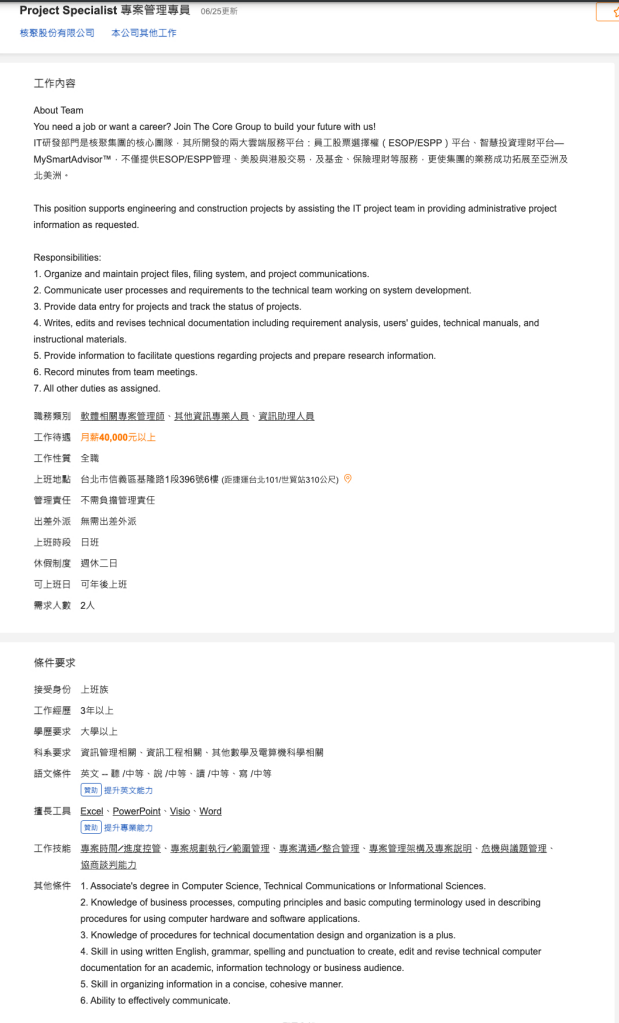 Project Specialist 專案管理專員 06/25更新
核聚股份有限公司 本公司其他工作
工作內容
About Team
You need a job or want a career? Join The Core Group to build your future with us!
IT研發部門是核聚集團的核心團隊，其所開發的兩大雲端服務平台：員工股票選擇權（ESOP/ESPP）平台、智慧投資理財平台—
MySmartAdvisor™，不僅提供ESOP/ESPP管理、美股與港股交易，及基金、保險理財等服務，更使集團的業務成功拓展至亞洲及
北美洲。
This position supports engineering and construction projects by assisting the IT project team in providing administrative project
information as requested.
Responsibilities:
1. Organize and maintain project files, filing system, and project communications.
2. Communicate user processes and requirements to the technical team working on system development.
3. Provide data entry for projects and track the status of projects.
4. Writes, edits and revises technical documentation including requirement analysis, users' guides, technical manuals, and
instructional materials.
5. Provide information to facilitate questions regarding projects and prepare research information.
6. Record minutes from team meetings.
7. All other duties as assigned.
職務類別 軟體相關專案管理師、其他資訊專業人員、資訊助理人員
工作待遇 月薪40,000元以上
工作性質 全職
上班地點 台北市信義區基隆路1段396號6樓 (距捷運台北101/世貿站310公尺)
管理責任 不需負擔管理責任
出差外派 無需出差外派
上班時段 日班
休假制度 週休二日
可上班日 可年後上班
需求人數 2人
條件要求
接受身份 上班族
工作經歷 3年以上
學歷要求 大學以上
科系要求 資訊管理相關、資訊工程相關、其他數學及電算機科學相關
語文條件 英文 -- 聽 /中等、說 /中等、讀 /中等、寫 /中等
贊助 提升英文能力
擅長工具 Excel、PowerPoint、Visio、Word
贊助 提升專業能力
工作技能 專案時間/進度控管、專案規劃執行/範圍管理、專案溝通/整合管理、專案管理架構及專案說明、危機與議題管理、
協商談判能力
其他條件 1. Associate's degree in Computer Science, Technical Communications or Informational Sciences.
2. Knowledge of business processes, computing principles and basic computing terminology used in describing
procedures for using computer hardware and software applications.
3. Knowledge of procedures for technical documentation design and organization is a plus.
4. Skill in using written English, grammar, spelling and punctuation to create, edit and revise technical computer
documentation for an academic, information technology or business audience.
5. Skill in organizing information in a concise, cohesive manner.
6. Ability to effectively communicate.